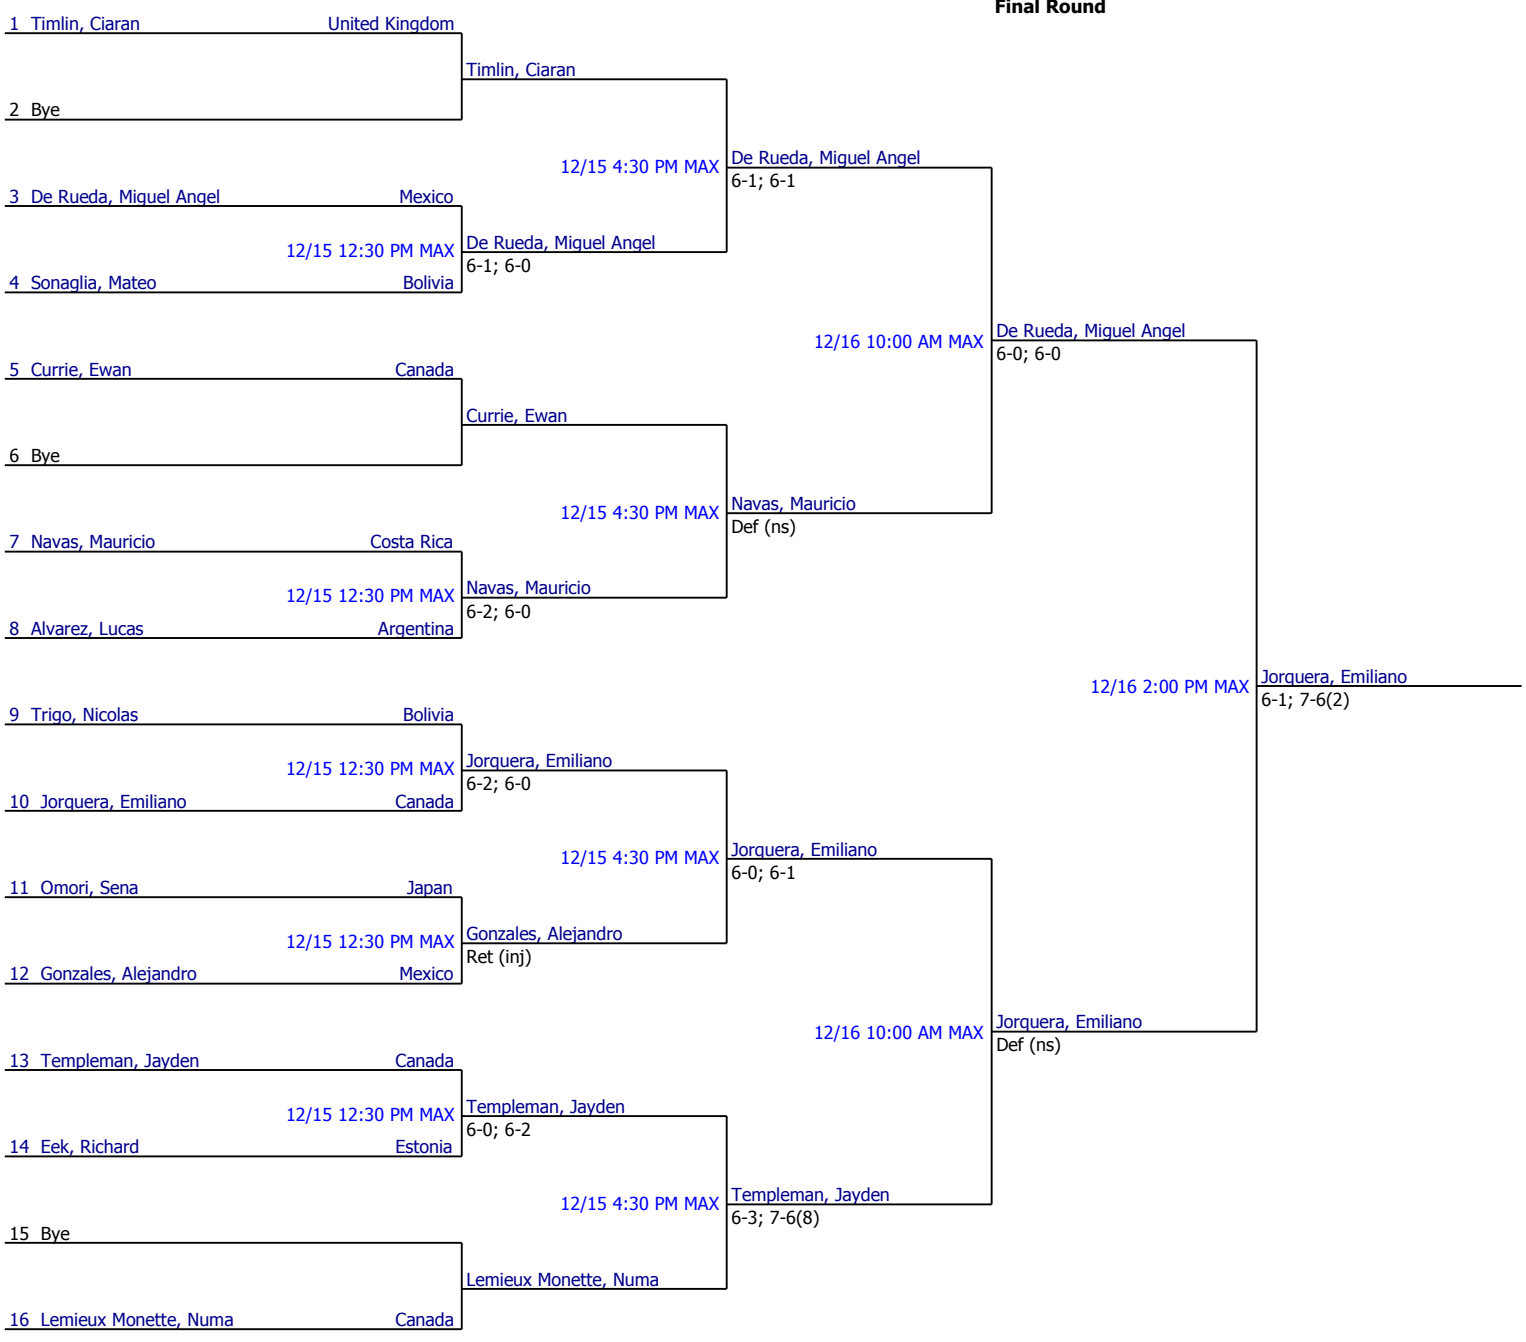 Final Round
1 Timlin, Ciaran United Kingdom
Timlin, Ciaran
2 Bye
12/15 4:30 PM MAX De Rueda, Miguel Angel
6-1; 6-1
3 De Rueda, Miguel Angel Mexico
12/15 12:30 PM MAX De Rueda, Miguel Angel
6-1; 6-0
4 Sonaglia, Mateo Bolivia
12/16 10:00 AM MAX De Rueda, Miguel Angel
6-0; 6-0
5 Currie, Ewan Canada
Currie, Ewan
6 Bye
12/15 4:30 PM MAX Navas, Mauricio
Def (ns)
7 Navas, Mauricio Costa Rica
12/15 12:30 PM MAX Navas, Mauricio
6-2; 6-0
8 Alvarez, Lucas Argentina
12/16 2:00 PM MAX Jorquera, Emiliano
6-1; 7-6(2)
9 Trigo, Nicolas Bolivia
12/15 12:30 PM MAX Jorquera, Emiliano
6-2; 6-0
10 Jorquera, Emiliano Canada
12/15 4:30 PM MAX Jorquera, Emiliano
6-0; 6-1
11 Omori, Sena Japan
12/15 12:30 PM MAX Gonzales, Alejandro
Ret (inj)
12 Gonzales, Alejandro Mexico
12/16 10:00 AM MAX Jorquera, Emiliano
Def (ns)
13 Templeman, Jayden Canada
12/15 12:30 PM MAX Templeman, Jayden
6-0; 6-2
14 Eek, Richard Estonia
12/15 4:30 PM MAX Templeman, Jayden
6-3; 7-6(8)
15 Bye
Lemieux Monette, Numa
16 Lemieux Monette, Numa Canada